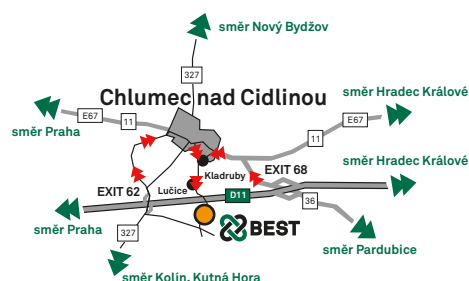 směr Nový Bydžov
327
Chlumec nad Cidlinou
směr Hradec Králové
E67
11
E67
směr Praha
11
směr Hradec Králové
Kladruby
EXIT 68
EXIT 62
Lučice
D11
36
směr Praha
327
BEST
směr Pardubice
směr Kolín, Kutná Hora